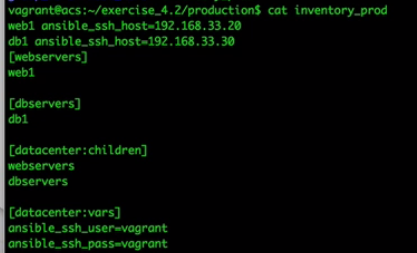 vagrant@acs:~/exercise_4.2/production$ cat inventory_prod
web1 ansible_ssh_host=192.168.33.20
db1 ansible_ssh_host=192.168.33.30
[webservers]
web1

[dbservers]
db1

[datacenter:children]
webservers
dbservers

[datacenter:vars]
ansible_ssh_user=vagrant
ansible_ssh_pass=vagrant